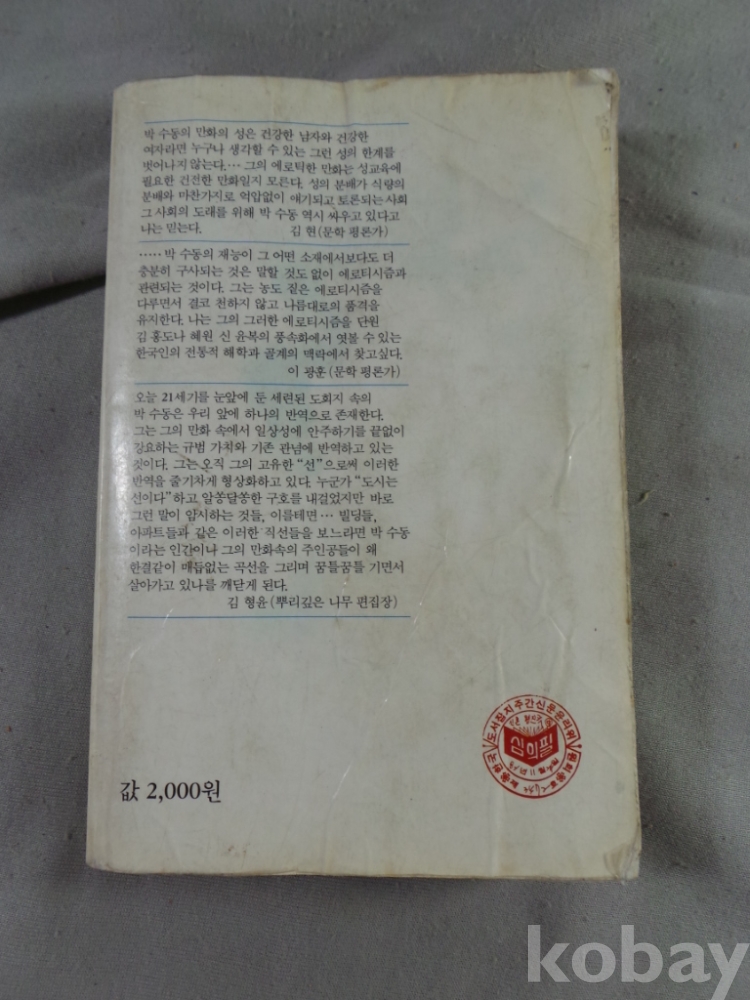 박 수동의 만화의 성은 건강한 남자와 건강한
여자라면 누구나 생각할 수 있는 그런 성의 한계를
벗어나지 않는다.… 그의 에로틱한 만화는 성교육에
필요한 건전한 만화일지 모른다. 성의 분배가 식량의
분배와 마찬가지로 억압없이 얘기되고 토론되는 사회
그 사회의 도래를 위해 박 수동 역시 싸우고 있다고
나는 믿는다. 김 현(문학 평론가)
…‥박 수동의 재능이 그 어떤 소재에서보다도 더
충분히 구사되는 것은 말할 것도 없이 에로티시즘과
관련되는 것이다. 그는 농도 짙은 에로티시즘을
다루면서 결코 천하지 않고 나름대로의 품격을
유지한다. 나는 그의 그러한 에로티시즘을 단원
김 홍도나 혜원 신 윤복의 풍속화에서 엿볼 수 있는
한국인의 전통적 해학과 골계의 맥락에서 찾고싶다.
이 광훈(문학 평론가)
오늘 21세기를 눈앞에 둔 세련된 도회지 속의
박 수동은 우리 앞에 하나의 반역으로 존재한다.
그는 그의 만화 속에서 일상성에 안주하기를 끝없이
강요하는 규범 가치와 기존 관념에 반역하고 있는
것이다. 그는 오직 그의 고유한 “선”으로써 이러한
반역을 줄기차게 형상화하고 있다. 누군가 “도시는
선이다”하고 알쏭달쏭한 구호를 내걸었지만 바로
그런 말이 암시하는 것들, 이를테면… 빌딩들,
아파트들과 같은 이러한 직선들을 보느라면 박 수동
이라는 인간이나 그의 만화속의 주인공들이 왜
한결같이 매듭없는 곡선을 그리며 꿈틀꿈틀 기면서
살아가고 있나를 깨닫게 된다.
김 형윤(뿌리깊은 나무 편집장)
도서잡지주간신문윤리위
심의필
값 2,000원
kobay